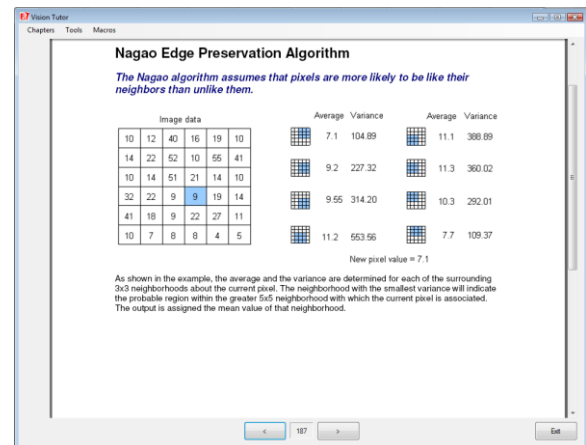 Vision Tutor
Chapters Tools Macros
Nagao Edge Preservation Algorithm
The Nagao algorithm assumes that pixels are more likely to be like their
neighbors than unlike them.
Image data
10 12 40 16 19 10
14 22 52 10 55 41
10 14 51 21 14 10
32 22 9 9 19 14
41 18 9 22 27 11
10 7 8 8 4 5
Average Variance Average Variance
7.1 104.89 11.1 388.89
9.2 227.32 11.3 360.02
9.55 314.20 10.3 292.01
11.2 553.56 7.7 109.37
New pixel value = 7.1
As shown in the example, the average and the variance are determined for each of the surrounding
3x3 neighborhoods about the current pixel. The neighborhood with the smallest variance will indicate
the probable region within the greater 5x5 neighborhood with which the current pixel is associated.
The output is assigned the mean value of that neighborhood.
< 187 > Exit